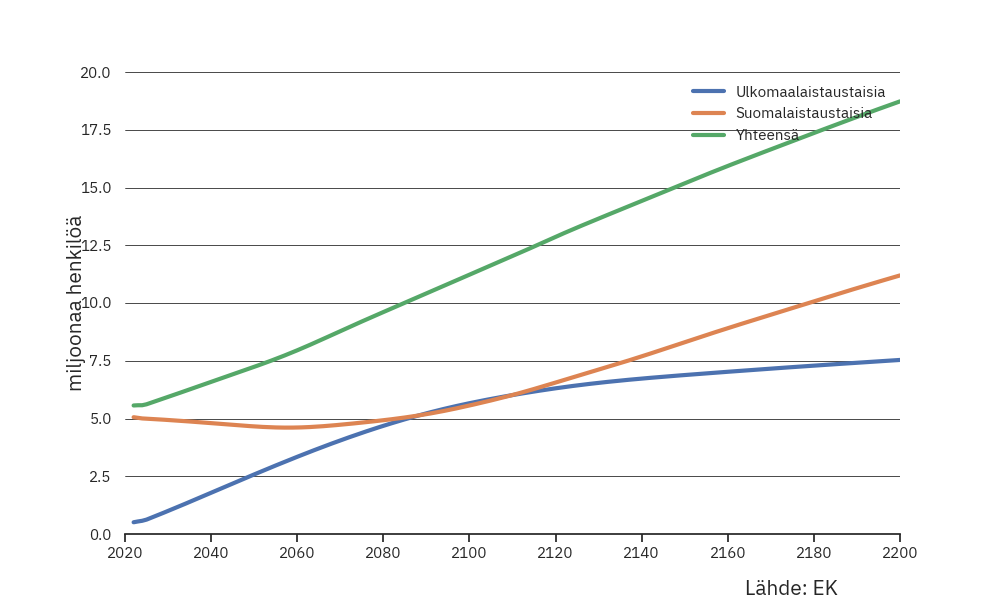 20.0
17.5
15.0
12.5
10.0
7.5
5.0
2.5
0.0
miljoonaa henkilöä
Ulkomaalaistaustaisia
Suomalaistaustaisia
Yhteensä
2020 2040 2060 2080 2100 2120 2140 2160 2180 2200
Lähde: EK